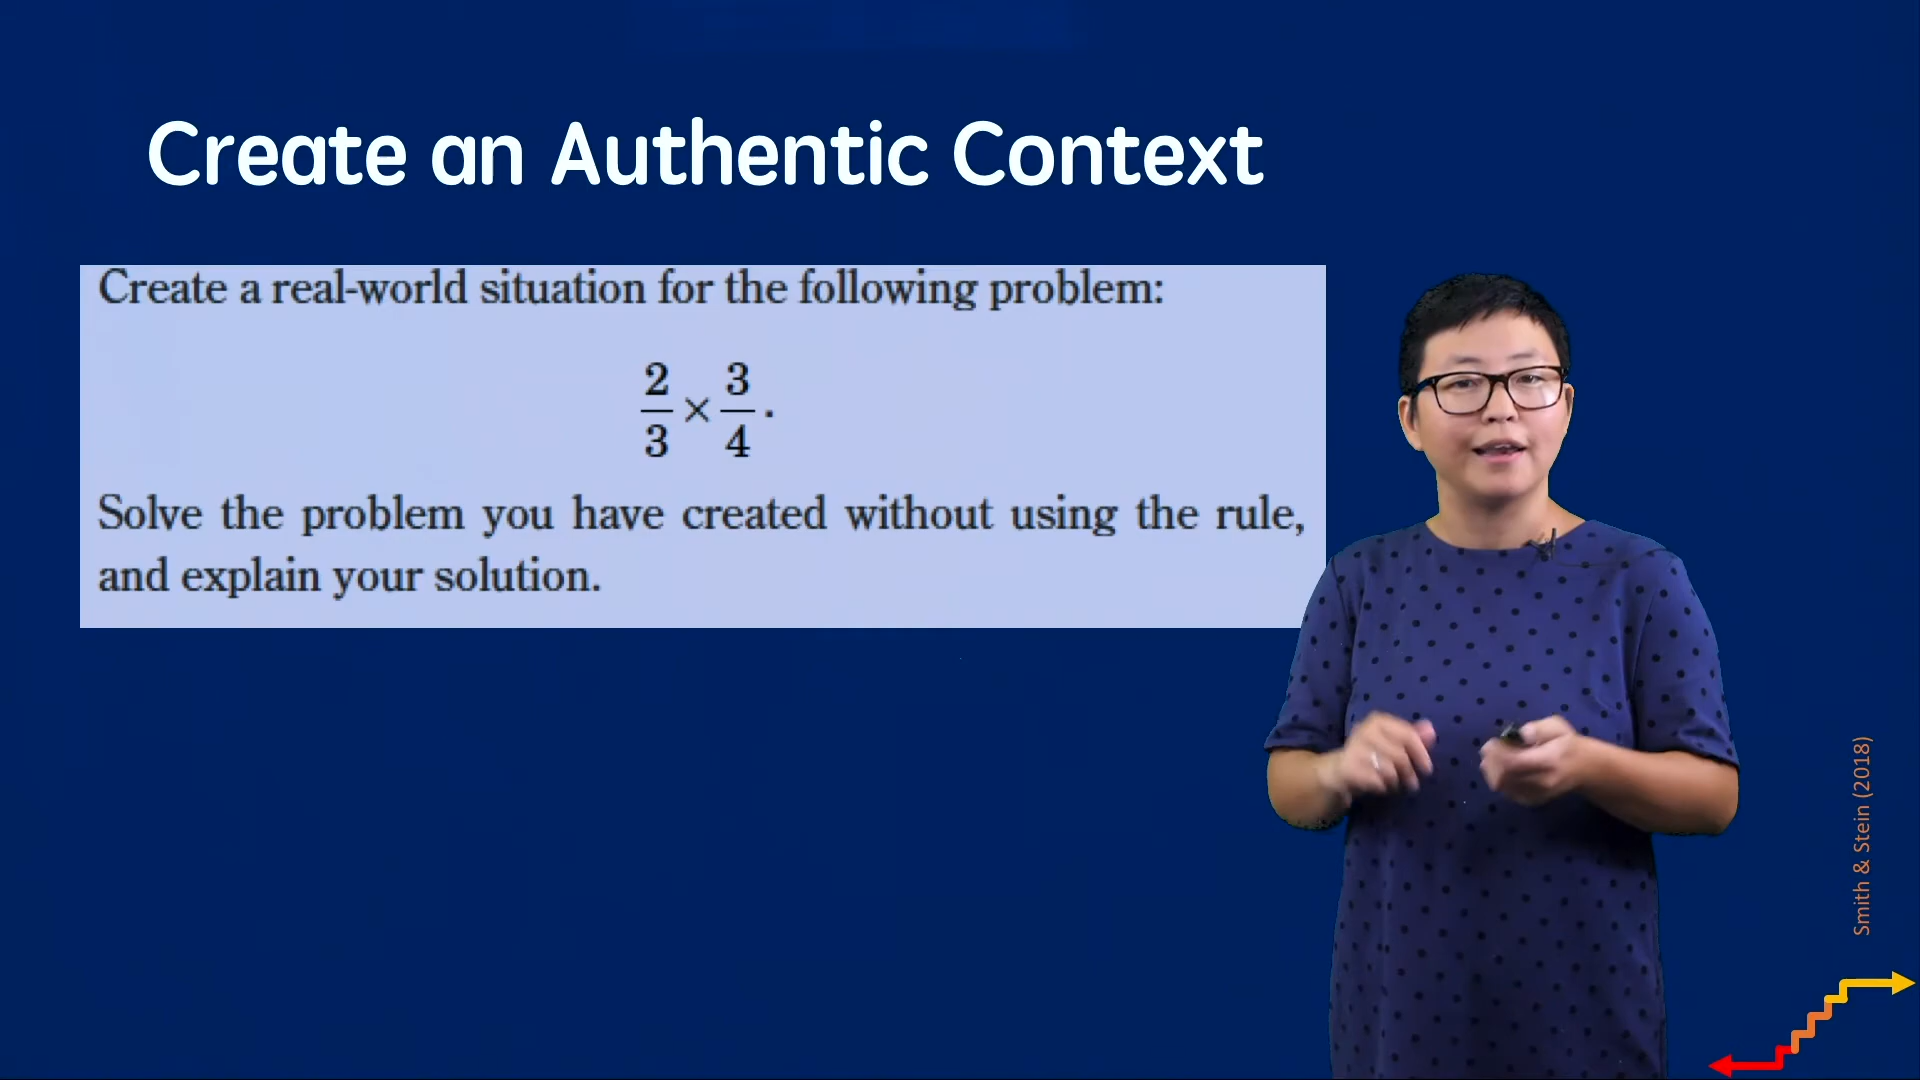 Create an Authentic Context
Create a real-world situation for the following problem:
2/3 × 3/4 .
Solve the problem you have created without using the rule,
and explain your solution.
Smith & Stein (2018)